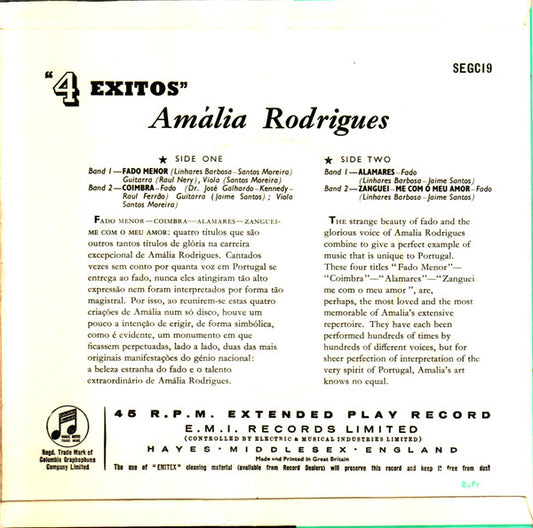 SEGC19
"4 EXITOS"
Amália Rodrigues
★ SIDE ONE
Band 1—FADO MENOR (Linhares Barbosa–Santos Moreira)
Guitarra (Raul Nery), Viola (Santos Moreira)
Band 2—COIMBRA–Fado (Dr. José Galhardo–Kennedy–
Raul Ferrão) Guitarra (Jaime Santos); Viola
Santos Moreira)
FADO MENOR—COIMBRA—ALAMARES—ZANGUEI-
ME COM O MEU AMOR: quatro títulos que são
outros tantos títulos de glória na carreira
excepcional de Amália Rodrigues. Cantados
vezes sem conto por quanta voz em Portugal se
entrega ao fado, nunca eles atingiram tão alto
expressão nem foram interpretados por forma tão
magistral. Por isso, ao reunirem-se estas quatro
criações de Amália num só disco, houve um
pouco a intenção de erigir, de forma simbólica,
como é evidente, um monumento em que
ficassem perpetuadas, lado a lado, duas das mais
originais manifestações do génio nacional:
a beleza estranha do fado e o talento
extraordinário de Amália Rodrigues.
★ SIDE TWO
Band 1—ALAMARES–Fado
(Linhares Barbosa–Jaime Santos)
Band 2—ZANGUEI–ME COM O MEU AMOR–Fado
(Linhares Barbosa–Jaime Santos)
THE strange beauty of fado and the
glorious voice of Amalia Rodrigues
combine to give a perfect example of
music that is unique to Portugal.
These four titles "Fado Menor"—
"Coimbra"—"Alamares"—"Zanguei
me com o meu amor", are,
perhaps, the most loved and the most
memorable of Amalia's extensive
repertoire. They have each been
performed hundreds of times by
hundreds of different voices, but for
sheer perfection of interpretation of the
very spirit of Portugal, Amalia's art
knows no equal.
MAGIC NOTES
TRADE MARK
Regd. Trade Mark of
Columbia Graphophone
Company Limited
45 R.P.M. EXTENDED PLAY RECORD
E.M.I. RECORDS LIMITED
(CONTROLLED BY ELECTRIC & MUSICAL INDUSTRIES LIMITED)
HAYES · MIDDLESEX · ENGLAND
Made and Printed in Great Britain
The use of "EMITEX" cleaning material (available from Record Dealers) will preserve this record and keep it free from dust